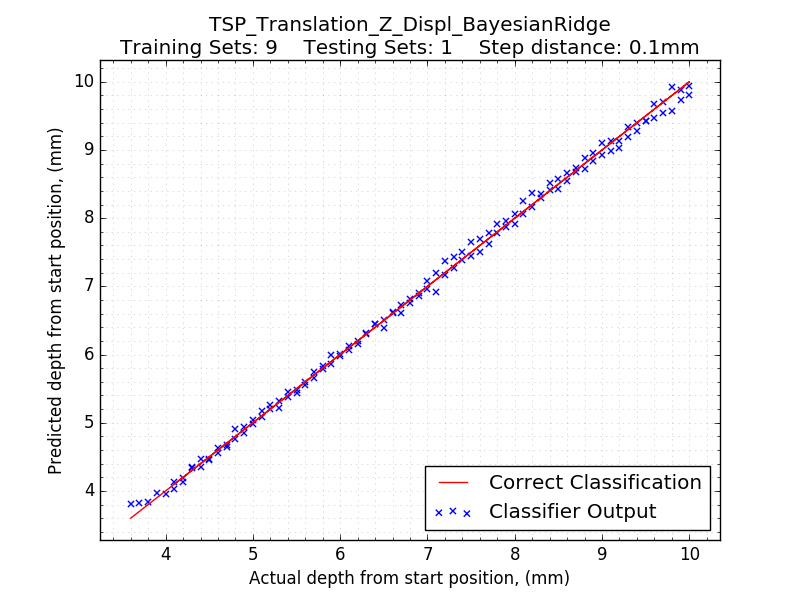 TSP_Translation_Z_Displ_BayesianRidge
Training Sets: 9    Testing Sets: 1    Step distance: 0.1mm
Predicted depth from start position, (mm)
10
9
8
7
6
5
4
Correct Classification
Classifier Output
4 5 6 7 8 9 10
Actual depth from start position, (mm)